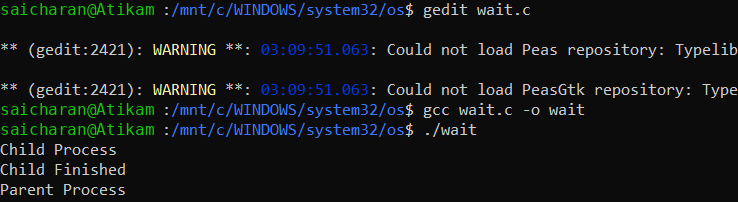 saicharan@Atikam :/mnt/c/WINDOWS/system32/os$ gedit wait.c
** (gedit:2421): WARNING **: 03:09:51.063: Could not load Peas repository: Typelib
** (gedit:2421): WARNING **: 03:09:51.063: Could not load PeasGtk repository: Type
saicharan@Atikam :/mnt/c/WINDOWS/system32/os$ gcc wait.c -o wait
saicharan@Atikam :/mnt/c/WINDOWS/system32/os$ ./wait
Child Process
Child Finished
Parent Process